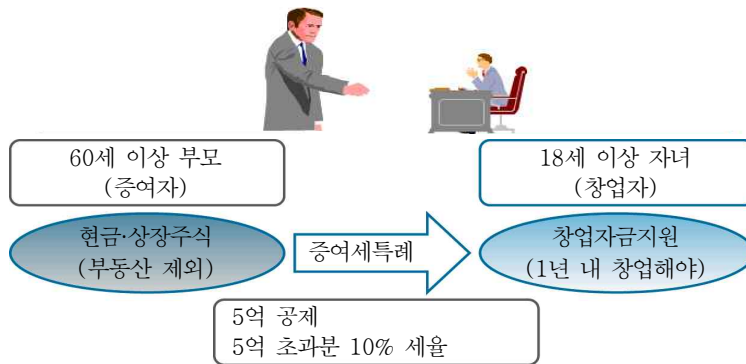 60세 이상 부모
(증여자)
18세 이상 자녀
(창업자)
현금·상장주식
(부동산 제외)
증여세특례
창업자금지원
(1년 내 창업해야)
5억 공제
5억 초과분 10% 세율